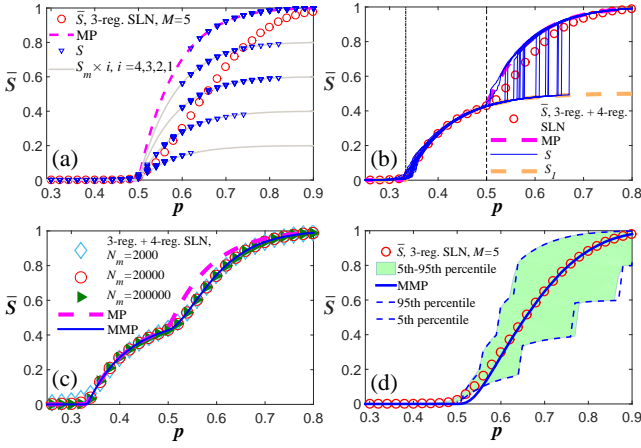 1
0.8
0.6
0.4
0.2
0
S̄
S̄, 3-reg. SLN, M=5
MP
S
S_m × i, i =4,3,2,1
(a)
0.3 0.4 0.5 0.6 0.7 0.8 0.9
p
1
0.8
0.6
0.4
0.2
0
S̄
S̄, 3-reg. + 4-reg.
SLN
MP
S
S_I
(b)
0.3 0.4 0.5 0.6 0.7 0.8
p
1
0.8
0.6
0.4
0.2
0
S̄
3-reg. + 4-reg. SLN,
N_m=2000
N_m=20000
N_m=200000
MP
MMP
(c)
0.3 0.4 0.5 0.6 0.7 0.8
p
1
0.8
0.6
0.4
0.2
0
S̄
S̄, 3-reg. SLN, M=5
5th-95th percentile
MMP
95th percentile
5th percentile
(d)
0.3 0.4 0.5 0.6 0.7 0.8 0.9
p